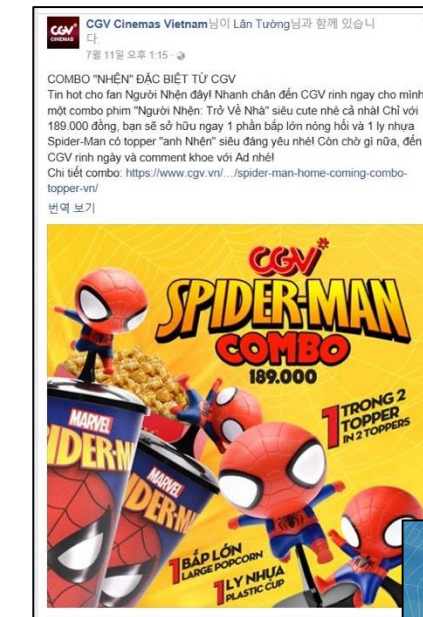 CGV
CINEMAS
CGV Cinemas Vietnam님이 Lân Tường님과 함께 있습니
다.
7월 11일 오후 1:15 ·
COMBO "NHỆN" ĐẶC BIỆT TỪ CGV
Tin hot cho fan Người Nhện đây! Nhanh chân đến CGV rinh ngay cho mình
một combo phim "Người Nhện: Trở Về Nhà" siêu cute nhé cả nhà! Chỉ với
189.000 đồng, bạn sẽ sở hữu ngay 1 phần bắp lớn nóng hổi và 1 ly nhựa
Spider-Man có topper "anh Nhện" siêu đáng yêu nhé! Còn chờ gì nữa, đến
CGV rinh ngày và comment khoe với Ad nhé!
Chi tiết combo: https://www.cgv.vn/.../spider-man-home-coming-combo-
topper-vn/
번역 보기
CGV
SPIDER-MAN
COMBO
189.000
1 TRONG 2
TOPPER
IN 2 TOPPERS
MARVEL
IDER-M
MARVEL
IDER-M
1 BẮP LỚN
LARGE POPCORN
1 LY NHỰA
PLASTIC CUP